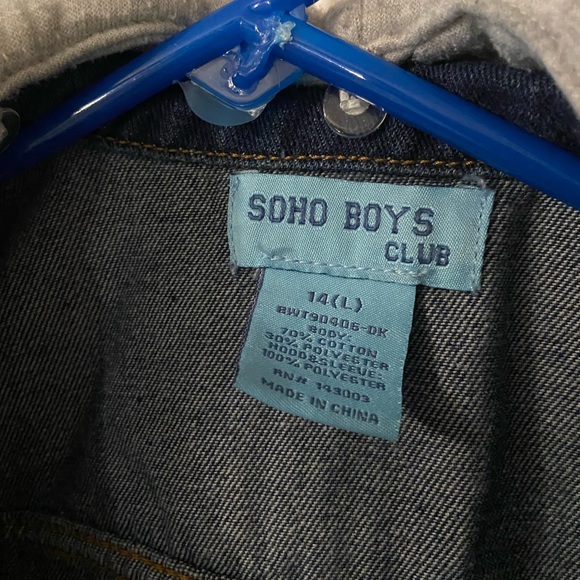 SOHO BOYS
CLUB
14(L)
BWT90406-DK
BODY:
70% COTTON
30% POLYESTER
HOOD&SLEEVE:
100% POLYESTER
RN# 143003
MADE IN CHINA